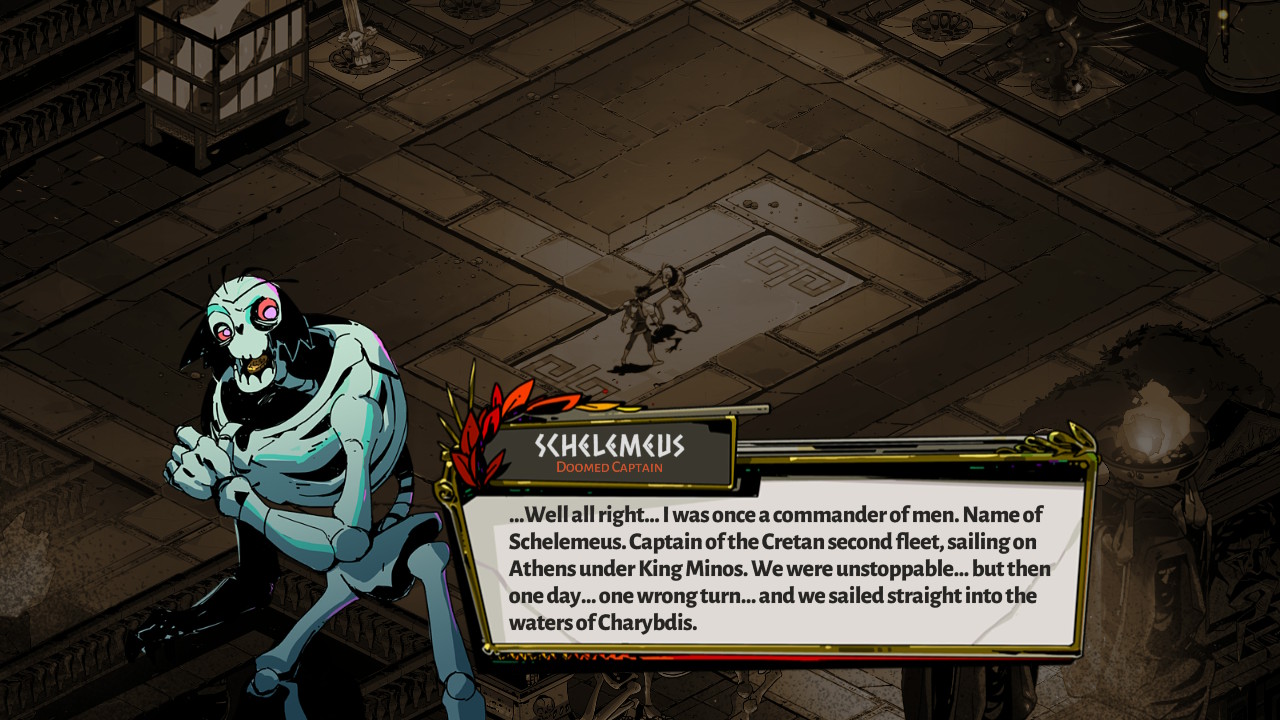 SCHELEMEUS
Doomed Captain
...Well all right... I was once a commander of men. Name of
Schelemeus. Captain of the Cretan second fleet, sailing on
Athens under King Minos. We were unstoppable... but then
one day... one wrong turn... and we sailed straight into the
waters of Charybdis.